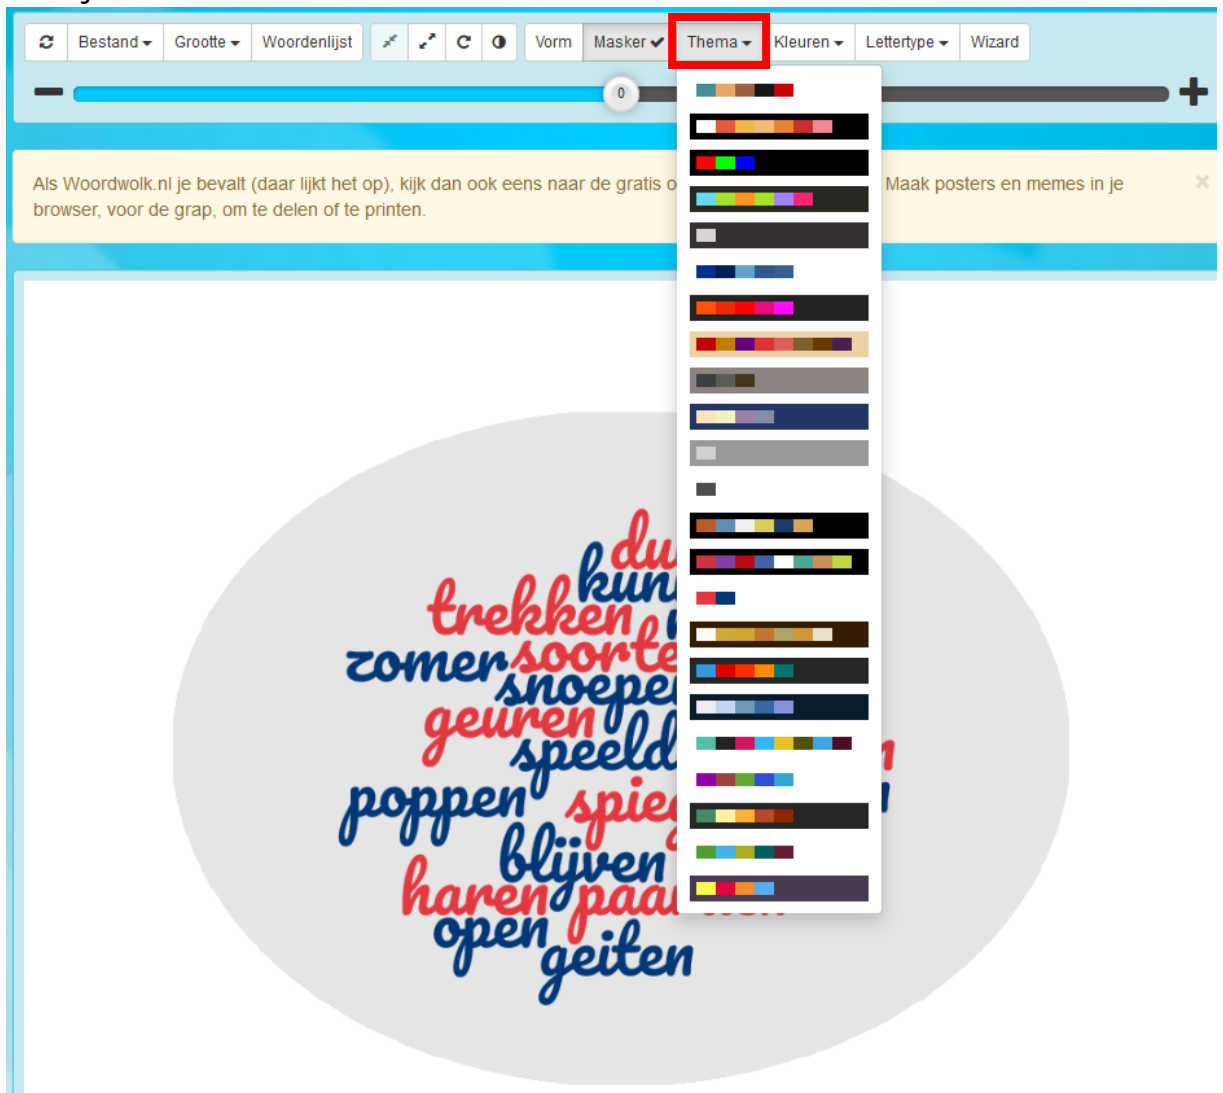 Bestand Grootte Woordenlijst Vorm Masker Thema Kleuren Lettertype Wizard
0
Als Woordwolk.nl je bevalt (daar lijkt het op), kijk dan ook eens naar de gratis Maak posters en memes in je
browser, voor de grap, om te delen of te printen.
trekken
zomer
snoepe
geuren
poppen
blijven
haren
open
geiten